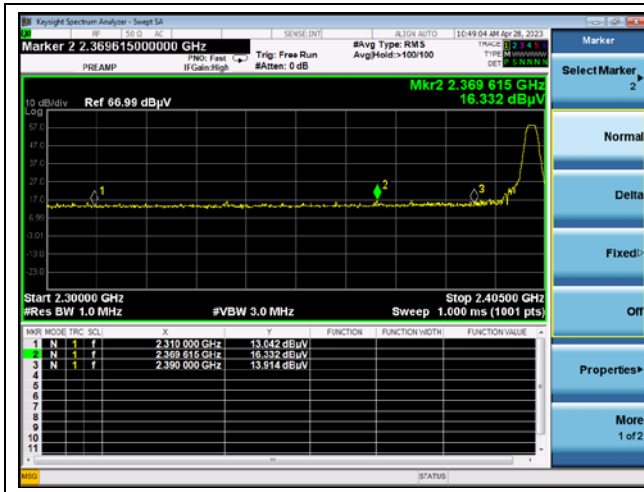 Keysight Spectrum Analyzer - Swept SA
RF 50 Ω AC SENSE:INT ALIGN AUTO 10:49:04 AM Apr 28, 2023
Marker 2 2.369615000000 GHz
PREAMP
PNO: Fast
IFGain:High
Trig: Free Run
#Atten: 0 dB
#Avg Type: RMS
Avg|Hold:>100/100
TRACE 1 2 3 4 5 6
TYPE M WWWWW
DET P S N N N N
Mkr2 2.369 615 GHz
16.332 dBµV
10 dB/div Ref 66.99 dBµV
Log
57.0
47.0
37.0
27.0
17.0
6.99
-3.01
-13.0
-23.0
1
2
3
Start 2.30000 GHz Stop 2.40500 GHz
#Res BW 1.0 MHz #VBW 3.0 MHz Sweep 1.000 ms (1001 pts)
MKR MODE TRC SCL X Y FUNCTION FUNCTION WIDTH FUNCTION VALUE
1 N 1 f 2.310 000 GHz 13.042 dBµV
2 N 1 f 2.369 615 GHz 16.332 dBµV
3 N 1 f 2.390 000 GHz 13.914 dBµV
4
5
6
7
8
9
10
11
MSG STATUS
Marker
Select Marker
2
Normal
Delta
Fixed
Off
Properties
More
1 of 2